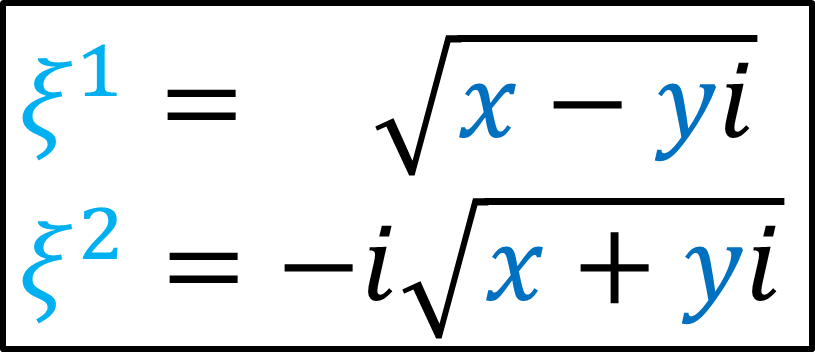 ξ¹ = √(x − yi)
ξ² = −i√(x + yi)